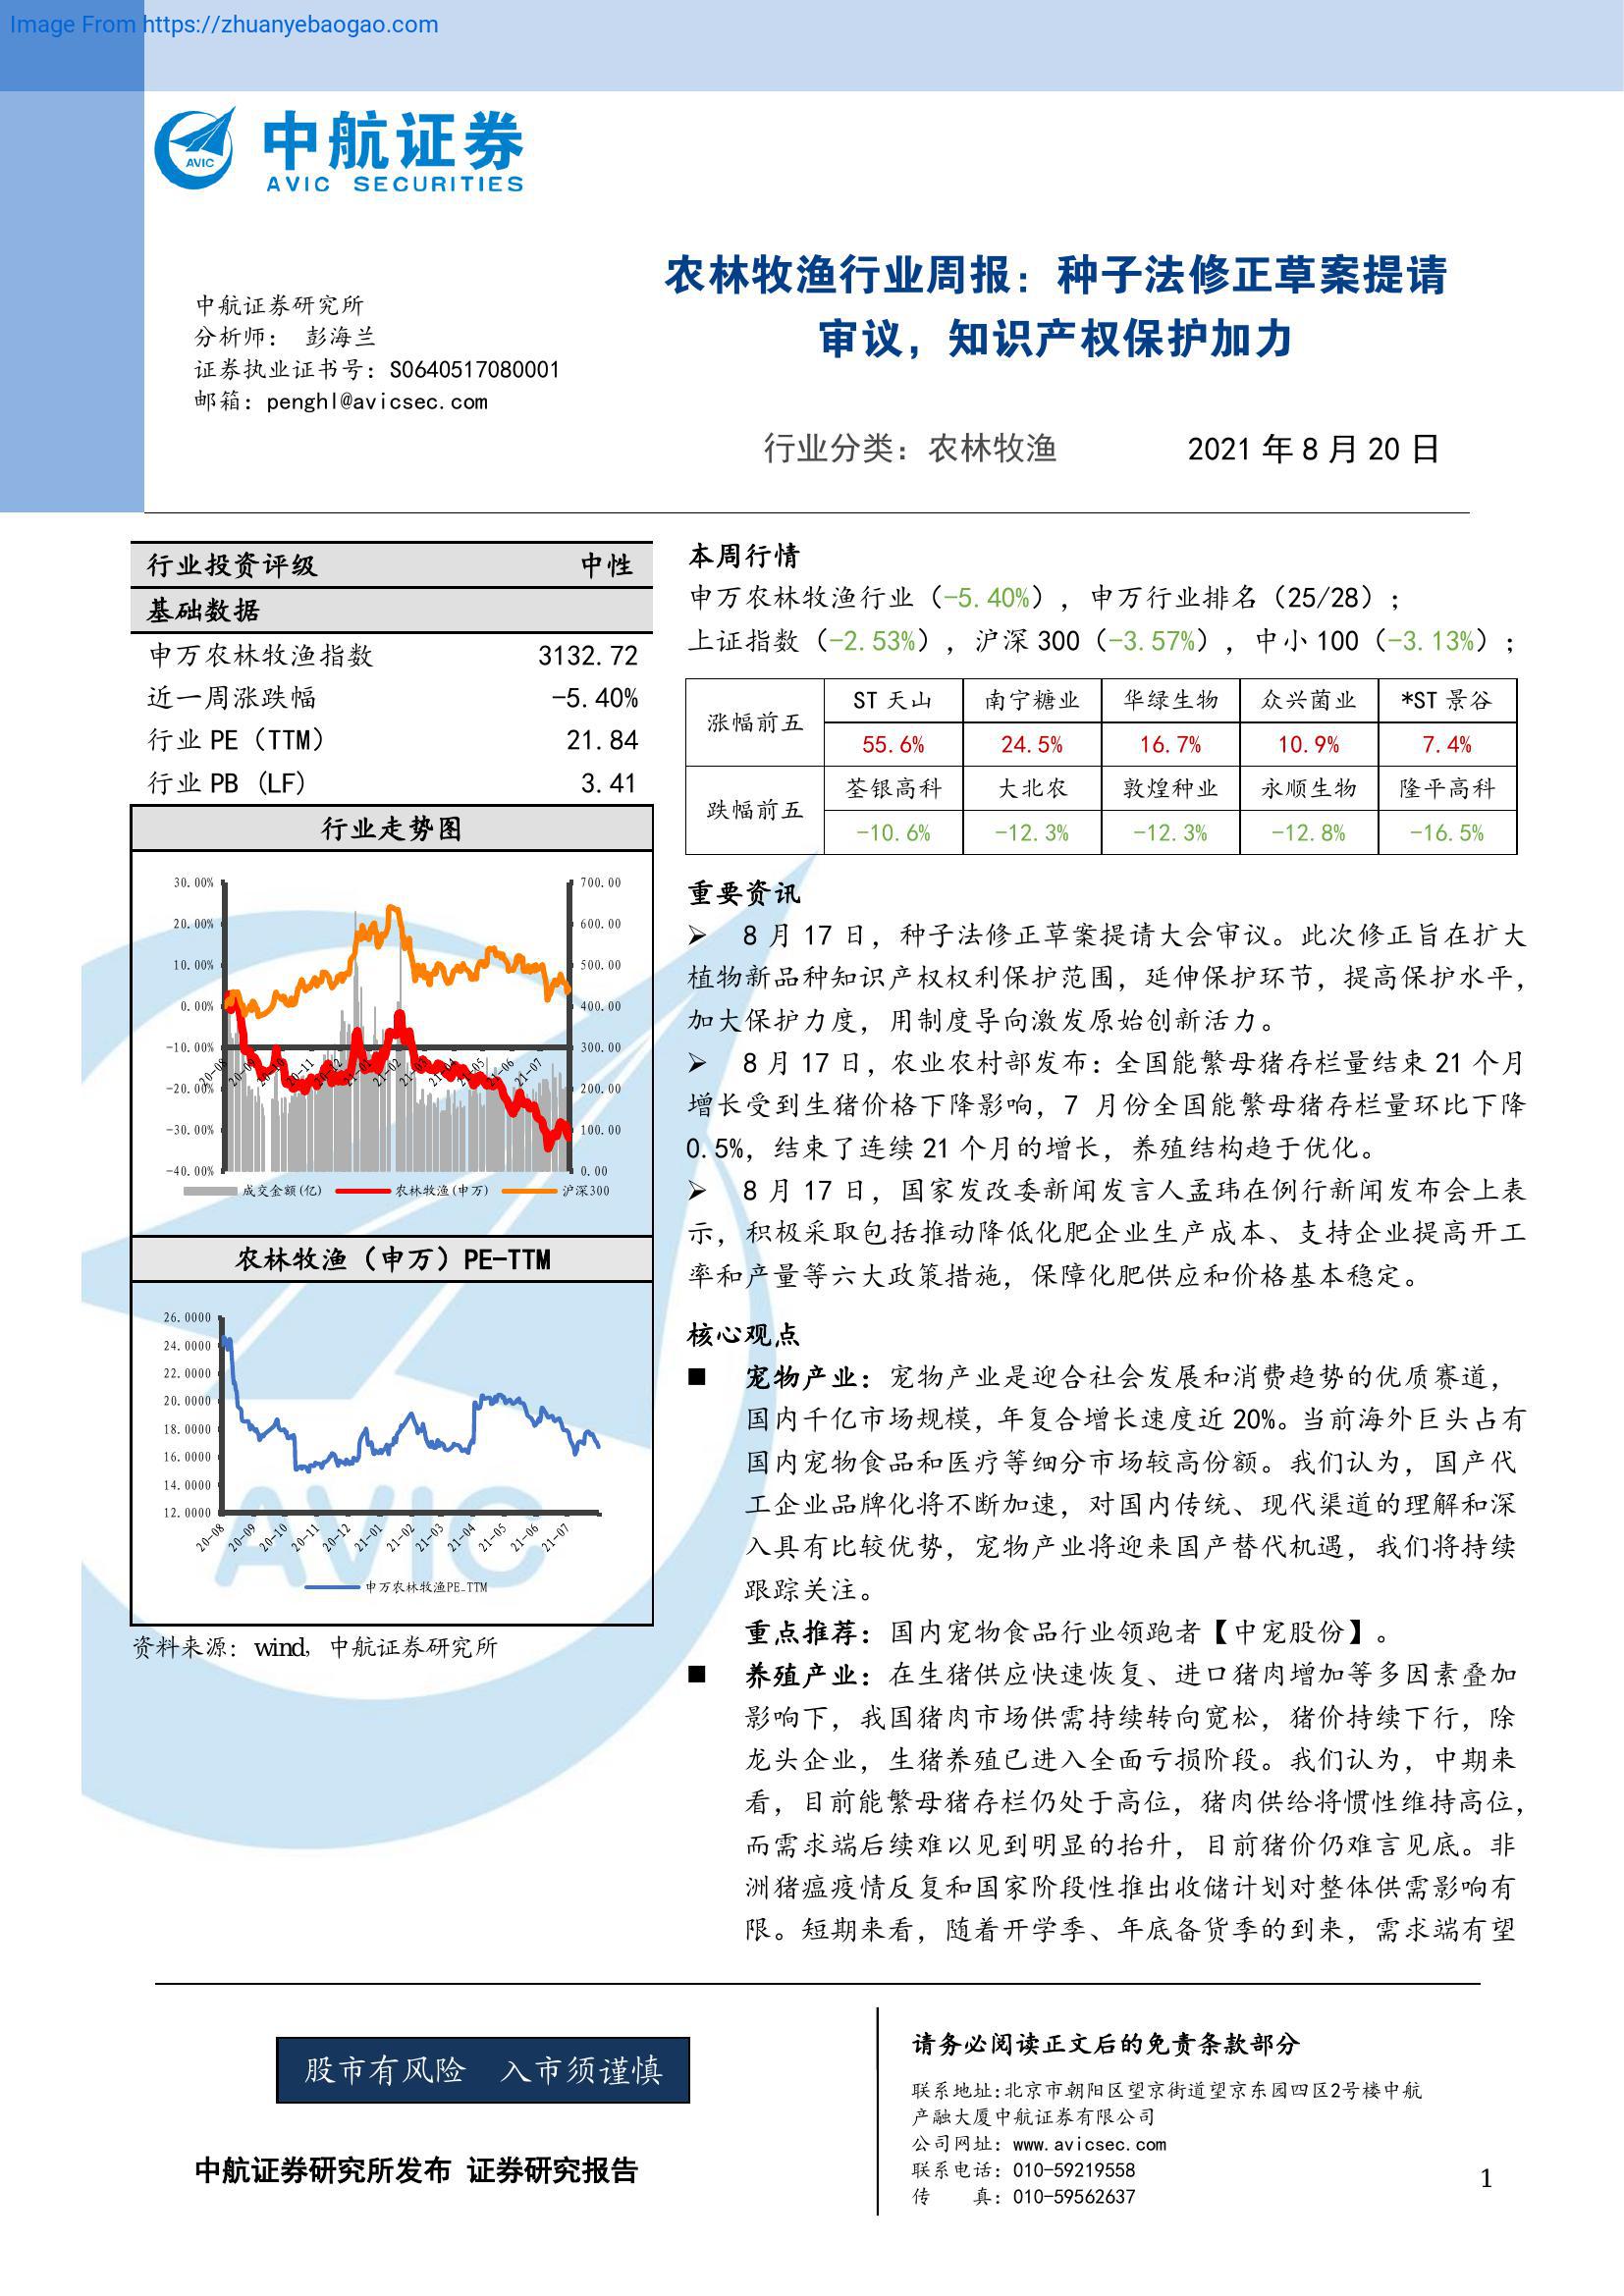 Image From https://zhuanyebaogao.com
AVIC
中航证券
AVIC SECURITIES
中航证券研究所
分析师： 彭海兰
证券执业证书号：S0640517080001
邮箱：penghl@avicsec.com
农林牧渔行业周报：种子法修正草案提请
审议，知识产权保护加力
行业分类：农林牧渔 2021 年 8 月 20 日
行业投资评级 中性
基础数据
申万农林牧渔指数 3132.72
近一周涨跌幅 -5.40%
行业 PE（TTM） 21.84
行业 PB (LF) 3.41
行业走势图
30.00% 700.00
20.00% 600.00
10.00% 500.00
0.00% 400.00
-10.00% 300.00
-20.00% 200.00
-30.00% 100.00
-40.00% 0.00
20-08 20-09 20-10 20-11 20-12 21-01 21-02 21-03 21-04 21-05 21-06 21-07
成交金额(亿) 农林牧渔(申万) 沪深300
农林牧渔（申万）PE-TTM
26.0000
24.0000
22.0000
20.0000
18.0000
16.0000
14.0000
12.0000
20-08 20-09 20-10 20-11 20-12 21-01 21-02 21-03 21-04 21-05 21-06 21-07
申万农林牧渔PE-TTM
AVIC
资料来源：wind，中航证券研究所
本周行情
申万农林牧渔行业（-5.40%），申万行业排名（25/28）；
上证指数（-2.53%），沪深 300（-3.57%），中小 100（-3.13%）；
涨幅前五 ST 天山 南宁糖业 华绿生物 众兴菌业 *ST 景谷
55.6% 24.5% 16.7% 10.9% 7.4%
跌幅前五 荃银高科 大北农 敦煌种业 永顺生物 隆平高科
-10.6% -12.3% -12.3% -12.8% -16.5%
重要资讯
➢ 8 月 17 日，种子法修正草案提请大会审议。此次修正旨在扩大
植物新品种知识产权权利保护范围，延伸保护环节，提高保护水平，
加大保护力度，用制度导向激发原始创新活力。
➢ 8 月 17 日，农业农村部发布：全国能繁母猪存栏量结束 21 个月
增长受到生猪价格下降影响，7 月份全国能繁母猪存栏量环比下降
0.5%，结束了连续 21 个月的增长，养殖结构趋于优化。
➢ 8 月 17 日，国家发改委新闻发言人孟玮在例行新闻发布会上表
示，积极采取包括推动降低化肥企业生产成本、支持企业提高开工
率和产量等六大政策措施，保障化肥供应和价格基本稳定。
核心观点
■ 宠物产业：宠物产业是迎合社会发展和消费趋势的优质赛道，
国内千亿市场规模，年复合增长速度近 20%。当前海外巨头占有
国内宠物食品和医疗等细分市场较高份额。我们认为，国产代
工企业品牌化将不断加速，对国内传统、现代渠道的理解和深
入具有比较优势，宠物产业将迎来国产替代机遇，我们将持续
跟踪关注。
重点推荐：国内宠物食品行业领跑者【中宠股份】。
■ 养殖产业：在生猪供应快速恢复、进口猪肉增加等多因素叠加
影响下，我国猪肉市场供需持续转向宽松，猪价持续下行，除
龙头企业，生猪养殖已进入全面亏损阶段。我们认为，中期来
看，目前能繁母猪存栏仍处于高位，猪肉供给将惯性维持高位，
而需求端后续难以见到明显的抬升，目前猪价仍难言见底。非
洲猪瘟疫情反复和国家阶段性推出收储计划对整体供需影响有
限。短期来看，随着开学季、年底备货季的到来，需求端有望
股市有风险 入市须谨慎
中航证券研究所发布 证券研究报告
请务必阅读正文后的免责条款部分
联系地址:北京市朝阳区望京街道望京东园四区2号楼中航
产融大厦中航证券有限公司
公司网址：www.avicsec.com
联系电话：010-59219558
传 真：010-59562637
1